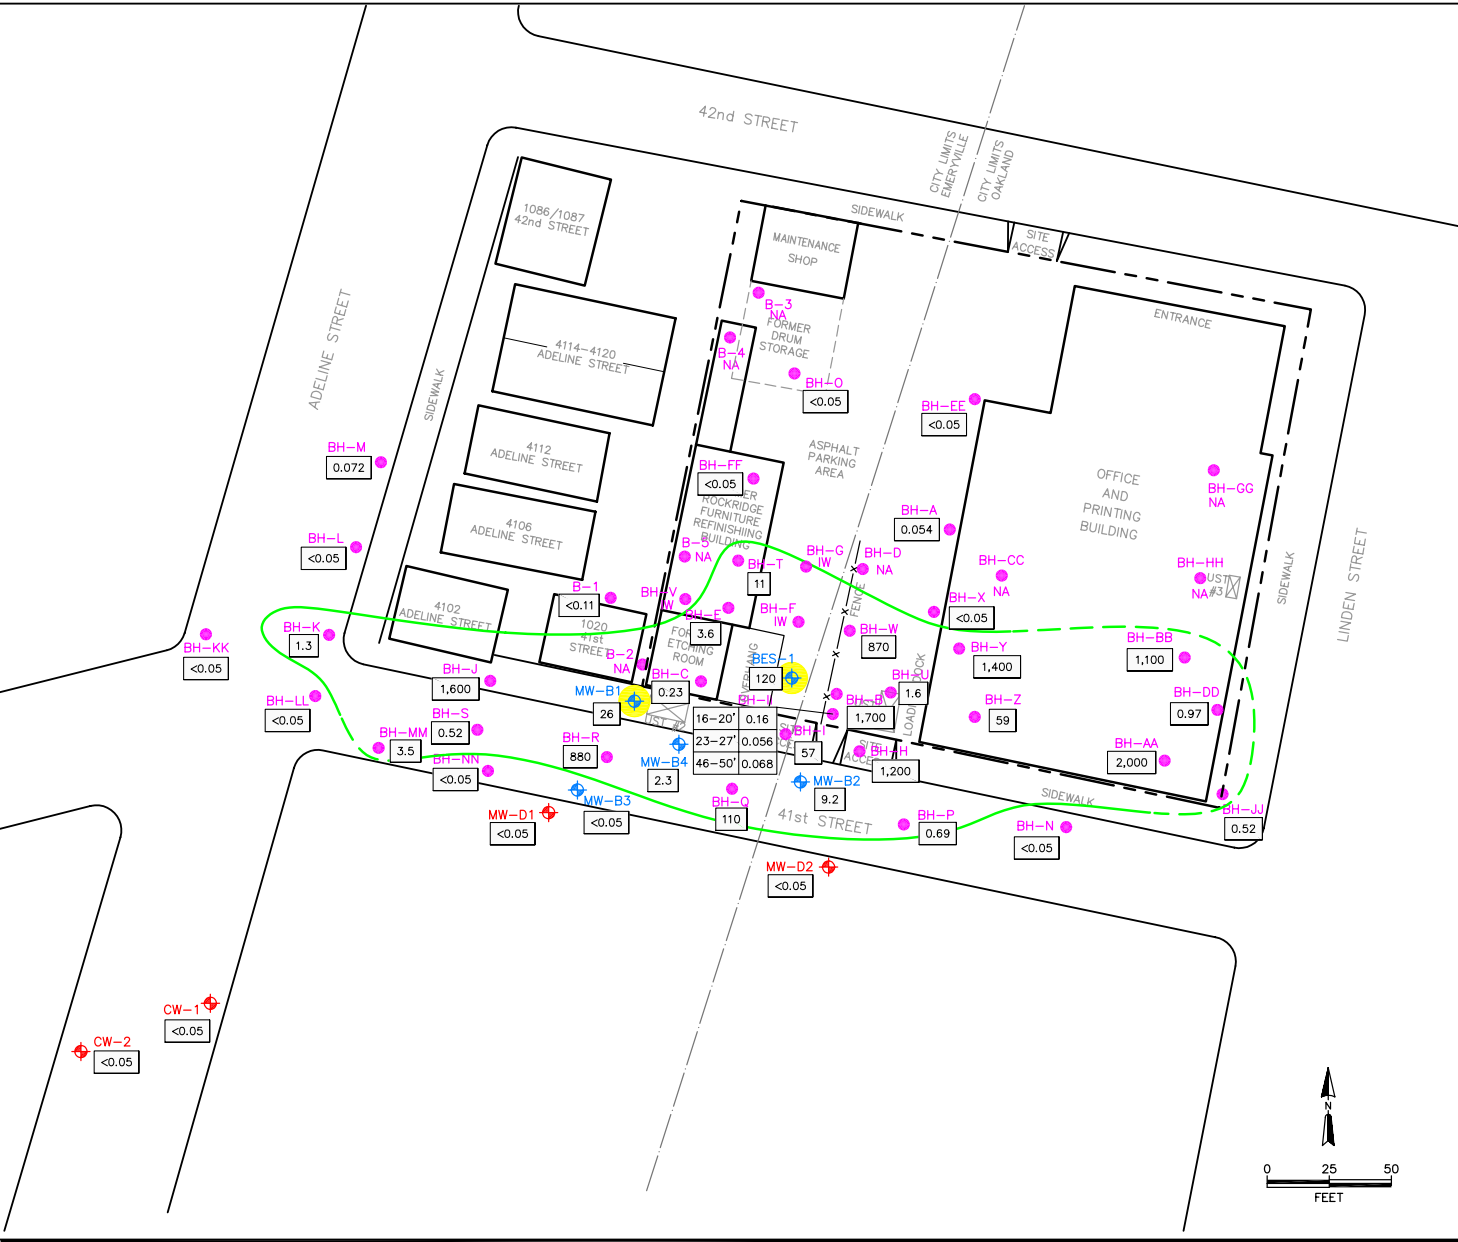 42nd STREET
CITY LIMITS
EMERYVILLE
CITY LIMITS
OAKLAND
SIDEWALK
1086/1087
42nd STREET
MAINTENANCE
SHOP
SITE
ACCESS
ENTRANCE
B-3
NA
FORMER
DRUM
STORAGE
B-4
NA
BH-O
<0.05
4114-4120
ADELINE STREET
ADELINE STREET
SIDEWALK
BH-EE
<0.05
4112
ADELINE STREET
BH-M
0.072
ASPHALT
PARKING
AREA
BH-FF
<0.05
ER
ROCKRIDGE
FURNITURE
REFINISHIING
BUILDING
OFFICE
AND
PRINTING
BUILDING
BH-GG
NA
BH-A
0.054
4106
ADELINE STREET
BH-L
<0.05
B-5
NA
BH-T
11
BH-G
IW
BH-D
NA
FENCE
BH-CC
NA
BH-HH
NA
UST
#3
SIDEWALK
LINDEN STREET
B-1
<0.11
BH-V
W
BH-E
3.6
BH-F
IW
BH-X
<0.05
4102
ADELINE STREET
1020
41st
STREET
ETCHING
ROOM
BH-K
1.3
BH-KK
<0.05
BH-W
870
BH-Y
1,400
BH-BB
1,100
B-2
NA
BH-C
0.23
BES-1
120
BH-J
1,600
MW-B1
26
UST #2
BH-LL
<0.05
BH-U
1.6
BH-B
1,700
BH-Z
59
BH-DD
0.97
BH-S
0.52
BH-MM
3.5
BH-NN
<0.05
BH-R
880
16-20' 0.16
23-27' 0.056
46-50' 0.068
BH-I
57
BH-H
1,200
BH-AA
2,000
MW-B4
2.3
MW-B2
9.2
MW-B3
<0.05
MW-D1
<0.05
BH-Q
110
41st STREET
BH-P
0.69
SIDEWALK
BH-N
<0.05
BH-JJ
0.52
MW-D2
<0.05
CW-1
<0.05
CW-2
<0.05
N
0 25 50
FEET